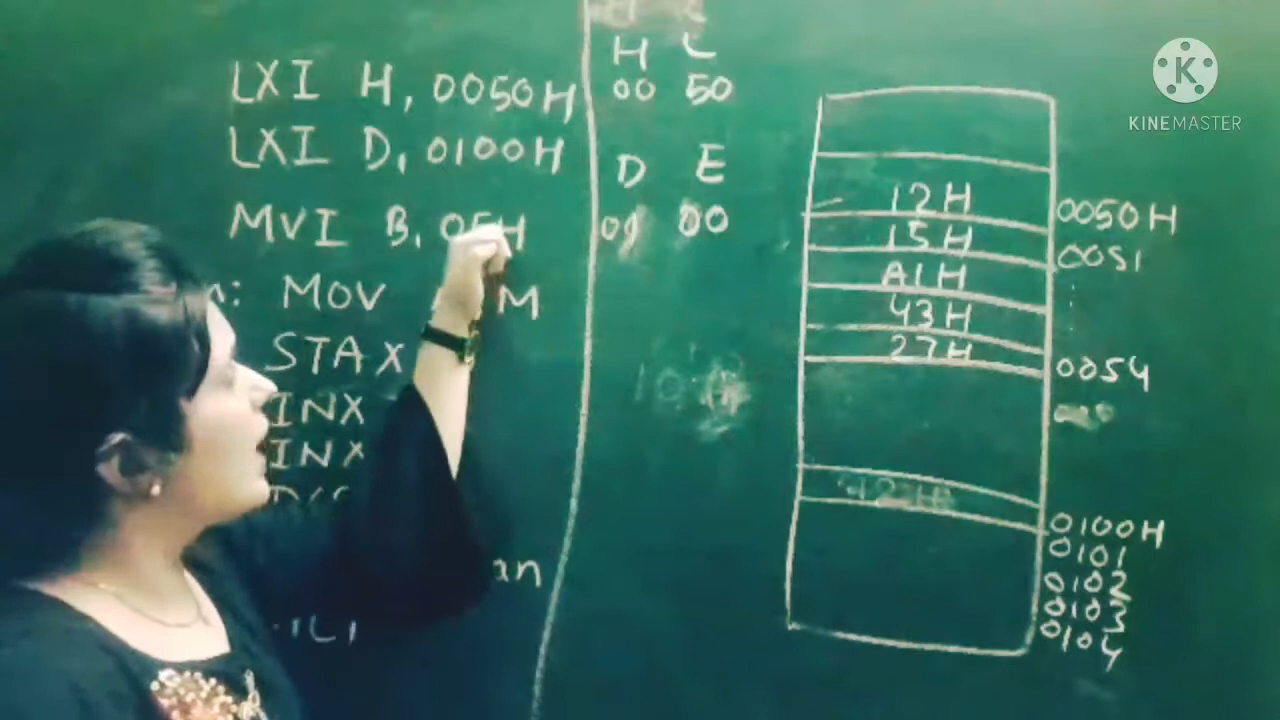 H L
LXI H, 0050H 00 50
LXI D, 0100H D E
MVI B, 05H 00
: MOV M
STAX
INX
INX
an
12H 0050H
15H 0051
A1H
43H
27H 0054
0100H
0101
0102
0103
0104
K
KINEMASTER